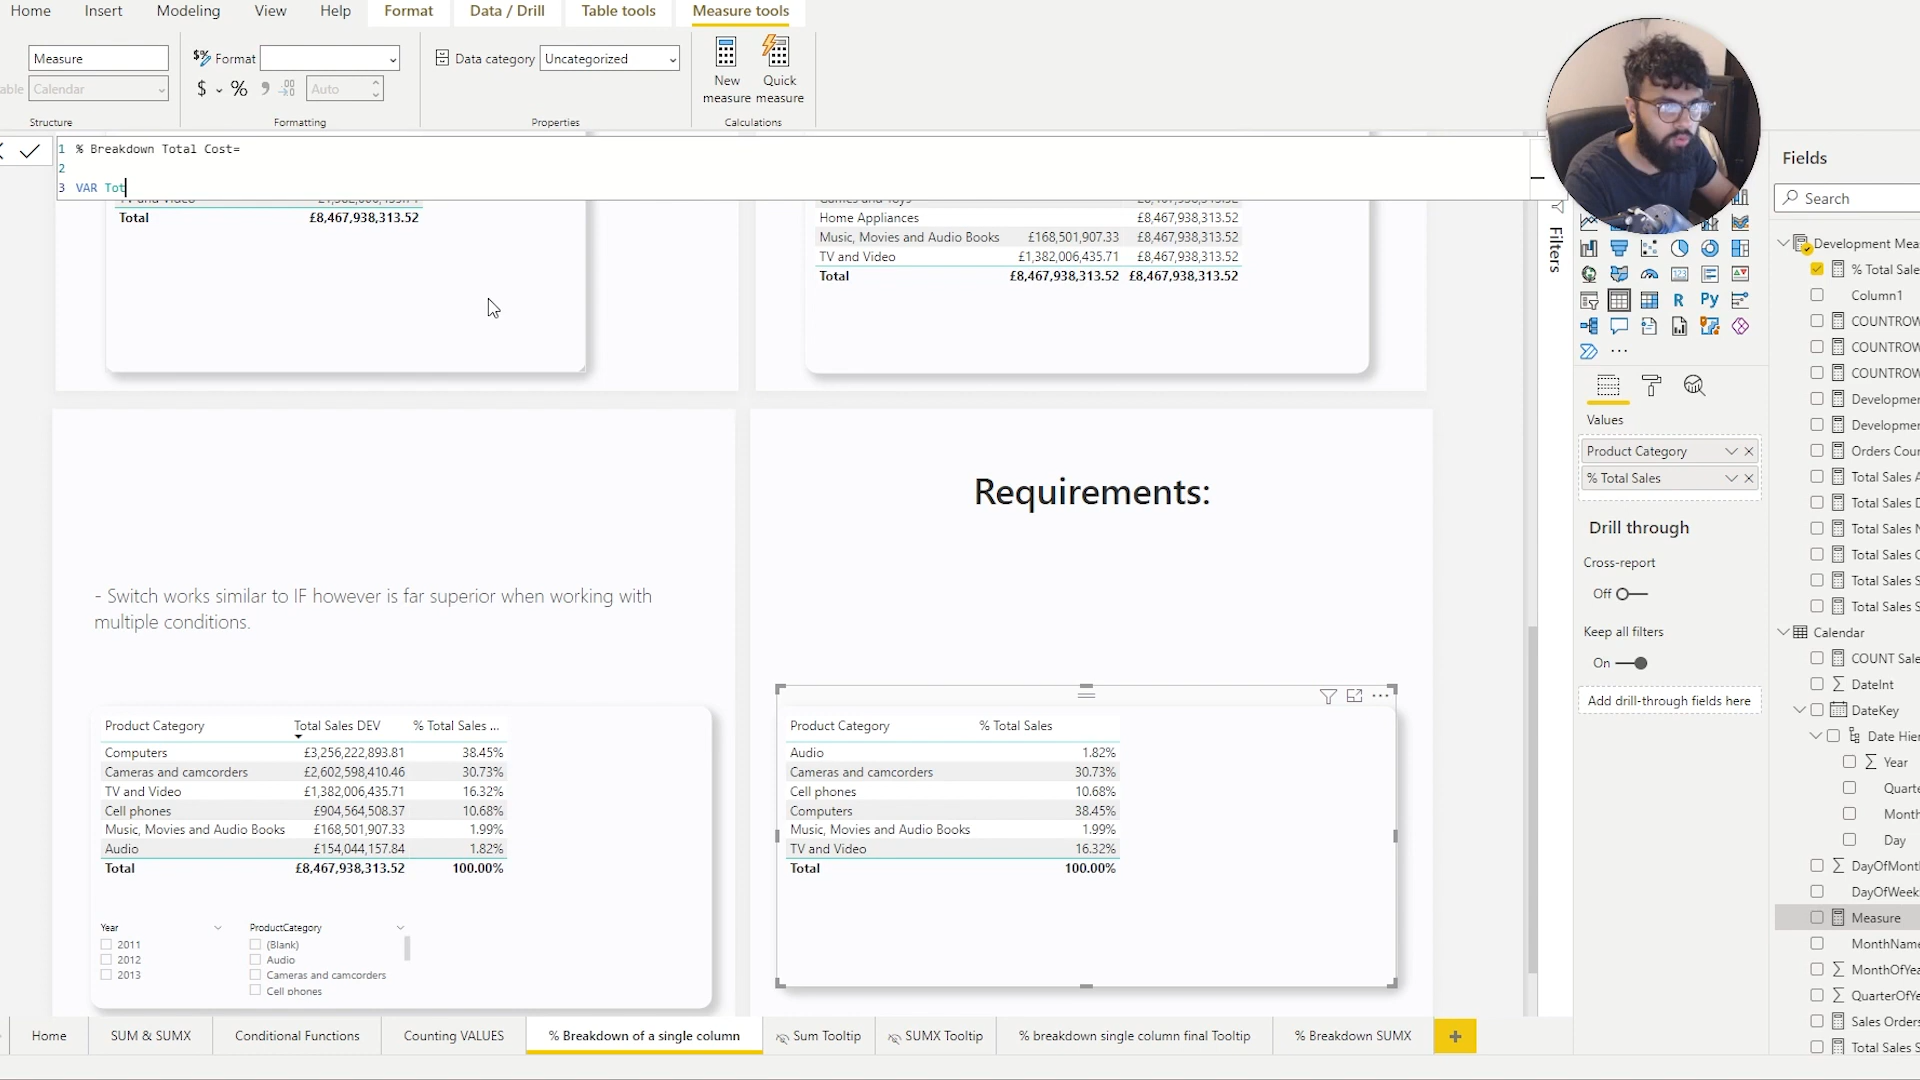 Home Insert Modeling View Help Format Data / Drill Table tools Measure tools
Measure
Format
Data category Uncategorized
New measure
Quick measure
Calendar
$ % Auto
Structure Formatting Properties Calculations
1 % Breakdown Total Cost=
2
3 VAR Tot
Total £8,467,938,313.52
Home Appliances £8,467,938,313.52
Music, Movies and Audio Books £168,501,907.33 £8,467,938,313.52
TV and Video £1,382,006,435.71 £8,467,938,313.52
Total £8,467,938,313.52 £8,467,938,313.52
- Switch works similar to IF however is far superior when working with
multiple conditions.
Requirements:
Product Category Total Sales DEV % Total Sales ...
Computers £3,256,222,893.81 38.45%
Cameras and camcorders £2,602,598,410.46 30.73%
TV and Video £1,382,006,435.71 16.32%
Cell phones £904,564,508.37 10.68%
Music, Movies and Audio Books £168,501,907.33 1.99%
Audio £154,044,157.84 1.82%
Total £8,467,938,313.52 100.00%
Year
2011
2012
2013
ProductCategory
(Blank)
Audio
Cameras and camcorders
Cell phones
Product Category % Total Sales
Audio 1.82%
Cameras and camcorders 30.73%
Cell phones 10.68%
Computers 38.45%
Music, Movies and Audio Books 1.99%
TV and Video 16.32%
Total 100.00%
Filters
R Py
Values
Product Category
% Total Sales
Drill through
Cross-report
Off
Keep all filters
On
Add drill-through fields here
Fields
Search
Development Mea
% Total Sale
Column1
COUNTROW
COUNTROW
COUNTROW
Developmen
Developmen
Orders Coun
Total Sales A
Total Sales D
Total Sales N
Total Sales
Total Sales S
Total Sales S
Calendar
COUNT Sale
DateInt
DateKey
Date Hier
Year
Quarte
Month
Day
DayOfMont
DayOfWeek
Measure
MonthName
MonthOfYe
QuarterOfYe
Sales Orders
Total Sales S
Home SUM & SUMX Conditional Functions Counting VALUES % Breakdown of a single column Sum Tooltip SUMX Tooltip % breakdown single column final Tooltip % Breakdown SUMX +